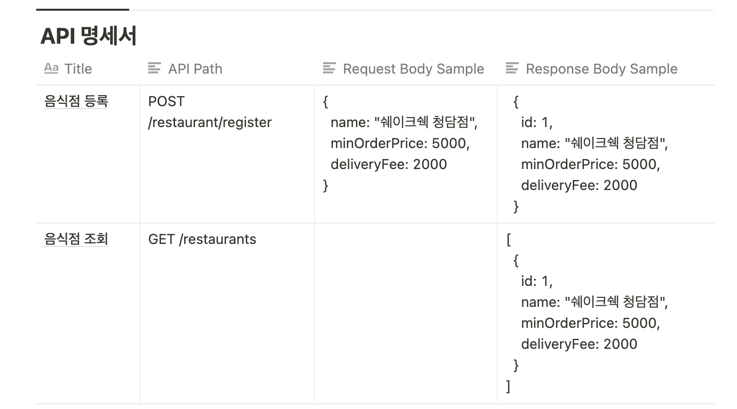 API 명세서
Aa Title
API Path
Request Body Sample
Response Body Sample
음식점 등록
POST
/restaurant/register
{
name: "쉐이크쉑 청담점",
minOrderPrice: 5000,
deliveryFee: 2000
}
{
id: 1,
name: "쉐이크쉑 청담점",
minOrderPrice: 5000,
deliveryFee: 2000
}
음식점 조회
GET /restaurants
[
{
id: 1,
name: "쉐이크쉑 청담점",
minOrderPrice: 5000,
deliveryFee: 2000
}
]